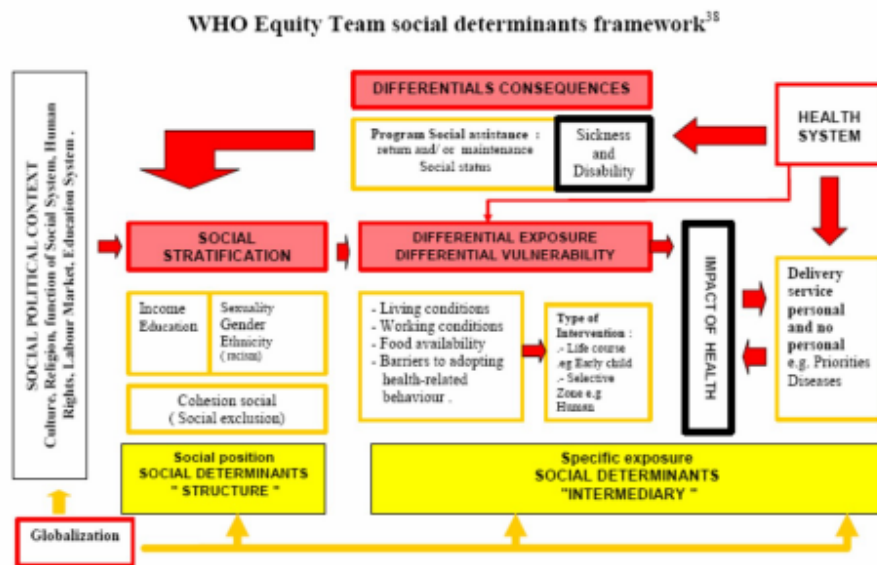 WHO Equity Team social determinants framework38
DIFFERENTIALS CONSEQUENCES
Program Social assistance :
return and/ or maintenance
Social status
Sickness
and
Disability
HEALTH
SYSTEM
SOCIAL POLITICAL CONTEXT
Culture, Religion, function of Social System, Human
Rights, Labour Market, Education System .
SOCIAL
STRATIFICATION
DIFFERENTIAL EXPOSURE
DIFFERENTIAL VULNERABILITY
Income
Education
Sexuality
Gender
Ethnicity
( racism)
Cohesion social
( Social exclusion)
- Living conditions
- Working conditions
- Food availability
- Barriers to adopting
health-related
behaviour .
Type of
Intervention :
.- Life course
.eg Early child
.- Selective
Zone e.g
Human
IMPACT OF HEALTH
Delivery
service
personal
and no
personal
e.g. Priorities
Diseases
Social position
SOCIAL DETERMINANTS
" STRUCTURE "
Specific exposure
SOCIAL DETERMINANTS
"INTERMEDIARY "
Globalization